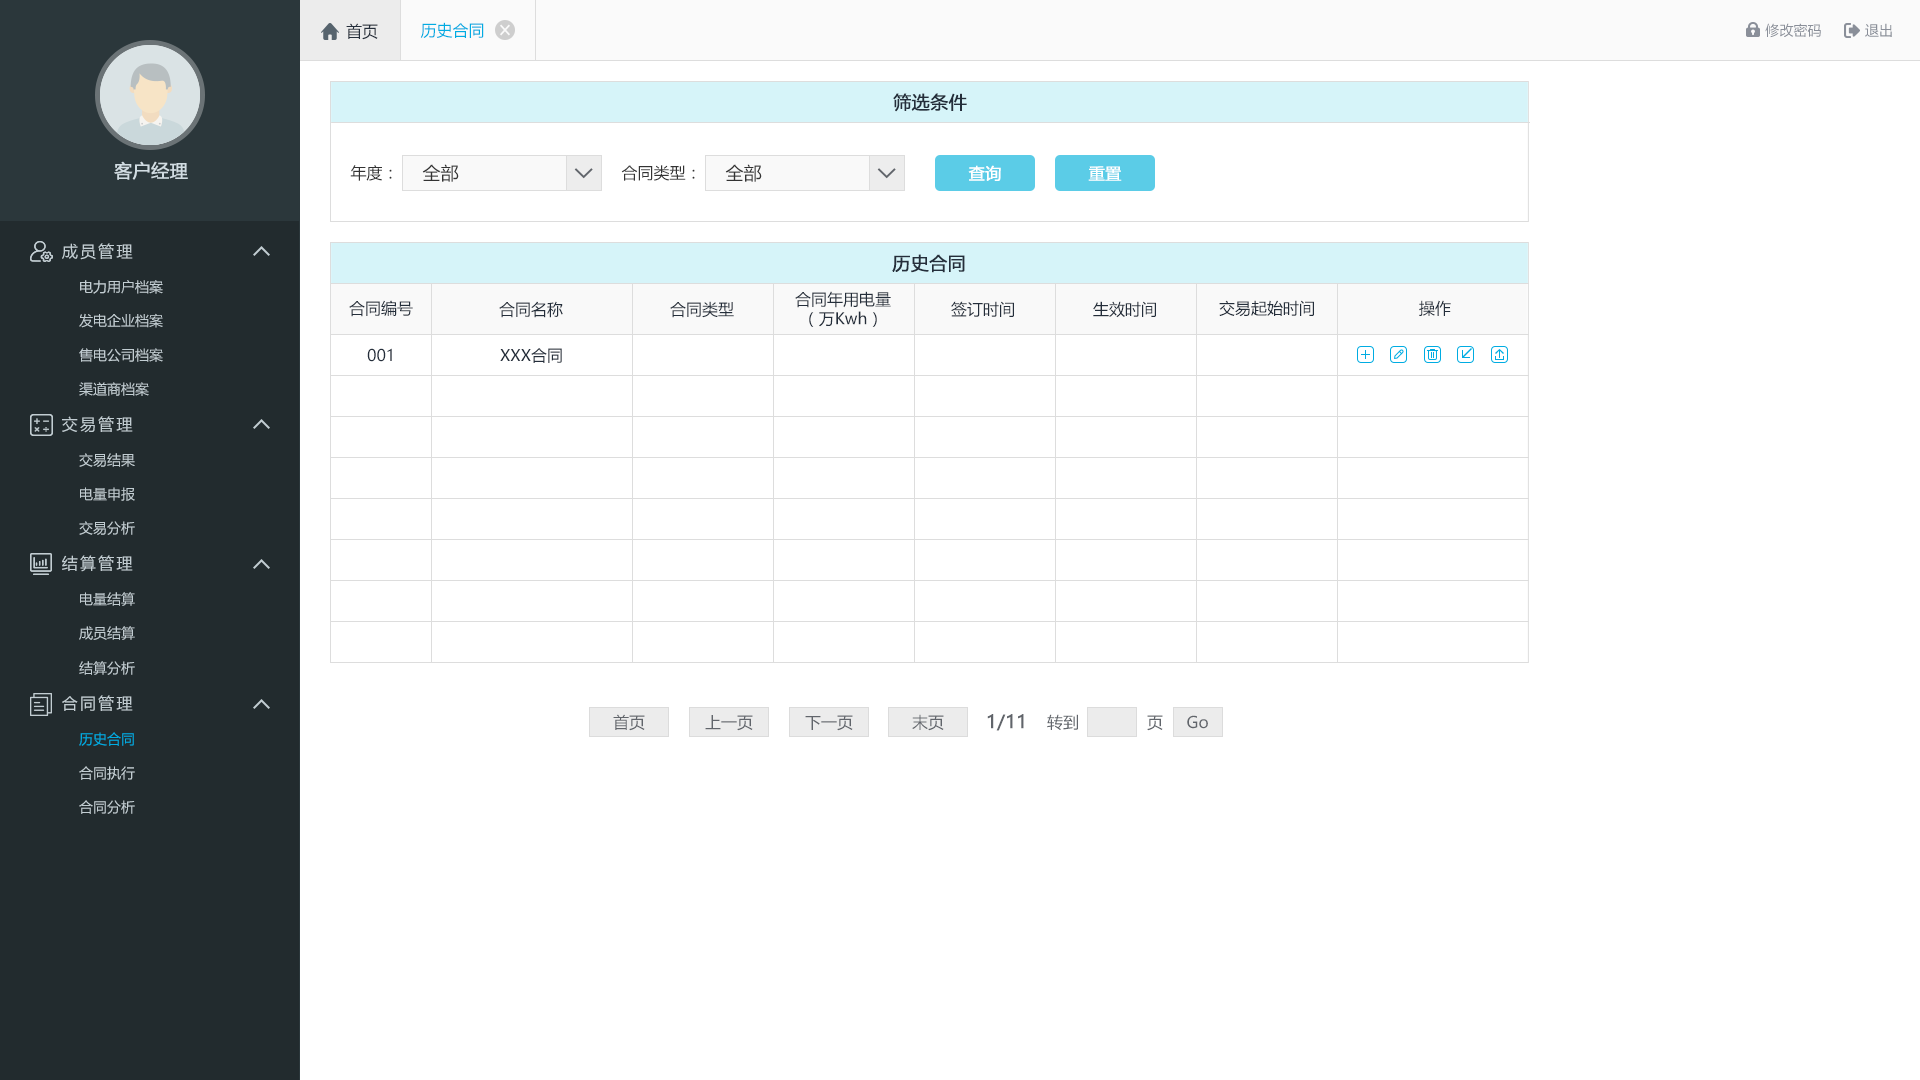 首页
历史合同
修改密码
退出
客户经理
成员管理
电力用户档案
发电企业档案
售电公司档案
渠道商档案
交易管理
交易结果
电量申报
交易分析
结算管理
电量结算
成员结算
结算分析
合同管理
历史合同
合同执行
合同分析
筛选条件
年度：
全部
合同类型：
全部
查询
重置
历史合同
合同编号
合同名称
合同类型
合同年用电量
（万Kwh）
签订时间
生效时间
交易起始时间
操作
001
XXX合同
首页
上一页
下一页
末页
1/11
转到
页
Go